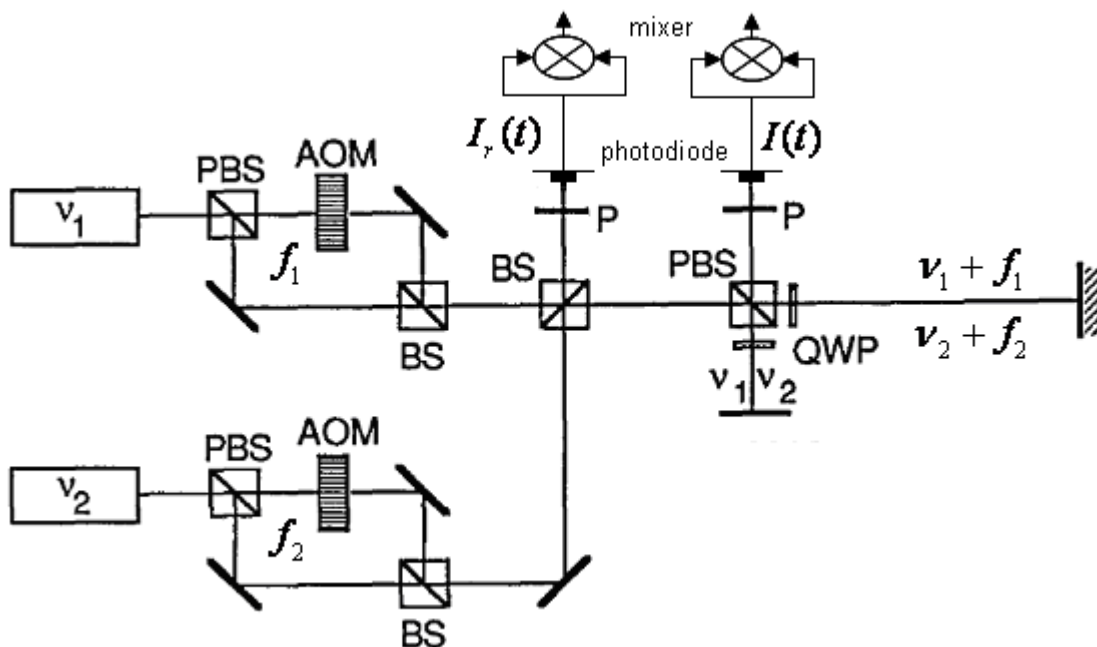 mixer
I_r(t)
photodiode
I(t)
AOM
PBS
P
P
ν₁
f₁
BS
PBS
ν₁ + f₁
BS
QWP
ν₂ + f₂
ν₁ ν₂
AOM
PBS
ν₂
f₂
BS